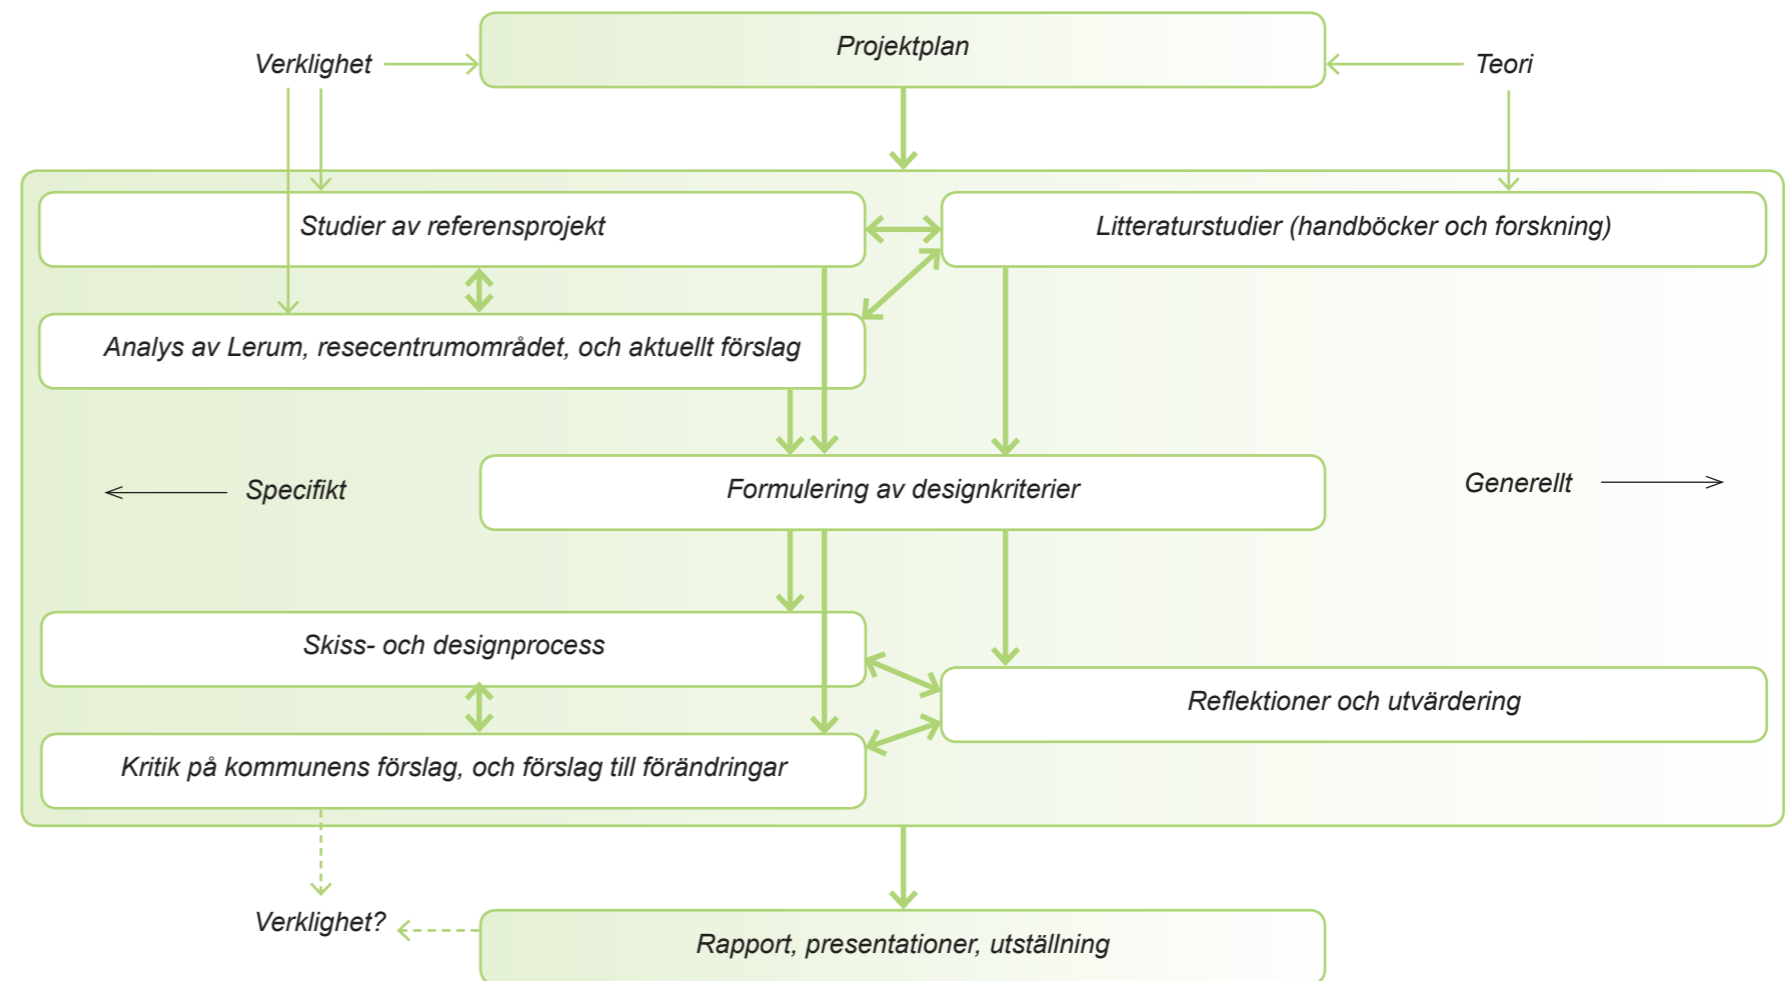 Projektplan
Verklighet
Teori
Studier av referensprojekt
Litteraturstudier (handböcker och forskning)
Analys av Lerum, resecentrumområdet, och aktuellt förslag
Specifikt
Formulering av designkriterier
Generellt
Skiss- och designprocess
Reflektioner och utvärdering
Kritik på kommunens förslag, och förslag till förändringar
Verklighet?
Rapport, presentationer, utställning